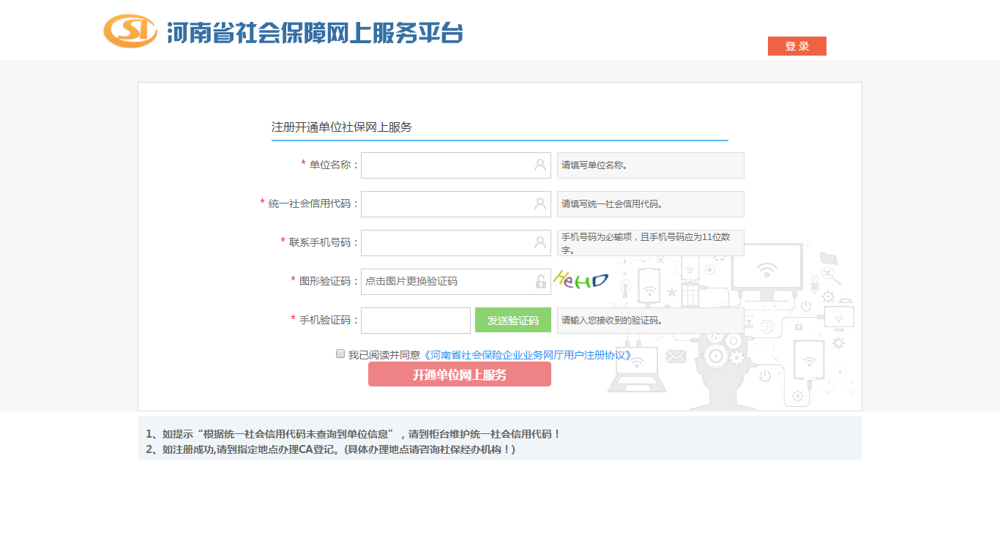 SI 河南省社会保障网上服务平台
登 录
注册开通单位社保网上服务
* 单位名称： 请填写单位名称。
* 统一社会信用代码： 请填写统一社会信用代码。
* 联系手机号码： 手机号码为必输项，且手机号码应为11位数
字。
* 图形验证码： 点击图片更换验证码 HeHD
* 手机验证码： 发送验证码 请输入您接收到的验证码。
我已阅读并同意《河南省社会保险企业业务网厅用户注册协议》
开通单位网上服务
1、如提示“根据统一社会信用代码未查询到单位信息”，请到柜台维护统一社会信用代码！
2、如注册成功,请到指定地点办理CA登记。(具体办理地点请咨询社保经办机构！)